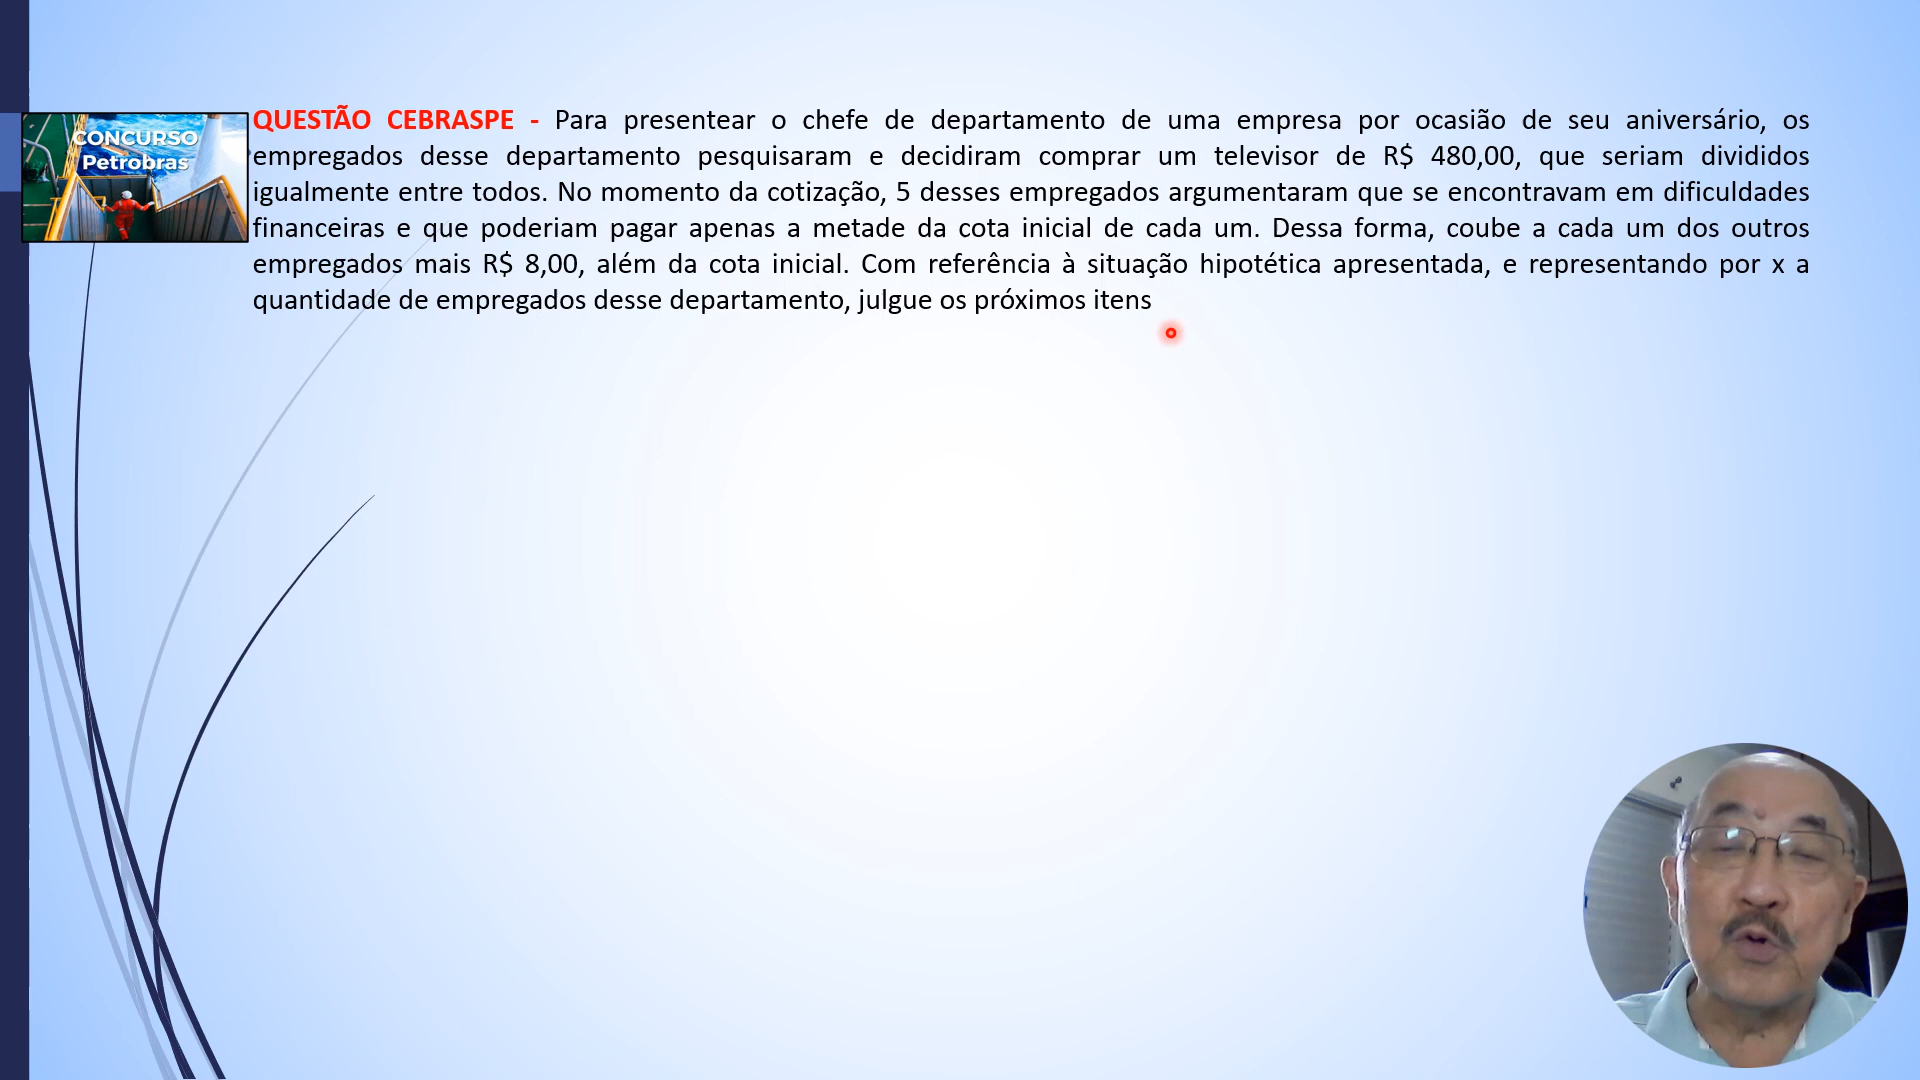 CONCURSO
Petrobras
QUESTÃO CEBRASPE - Para presentear o chefe de departamento de uma empresa por ocasião de seu aniversário, os
empregados desse departamento pesquisaram e decidiram comprar um televisor de R$ 480,00, que seriam divididos
igualmente entre todos. No momento da cotização, 5 desses empregados argumentaram que se encontravam em dificuldades
financeiras e que poderiam pagar apenas a metade da cota inicial de cada um. Dessa forma, coube a cada um dos outros
empregados mais R$ 8,00, além da cota inicial. Com referência à situação hipotética apresentada, e representando por x a
quantidade de empregados desse departamento, julgue os próximos itens